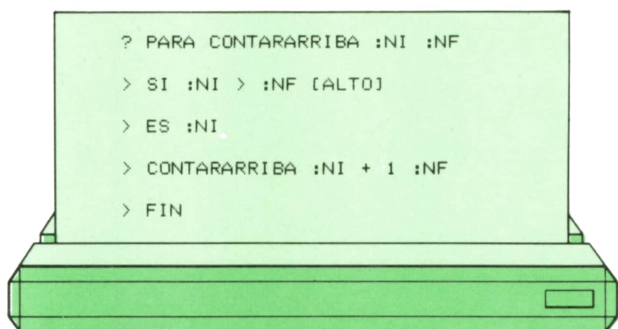 ? PARA CONTARARRIBA :NI :NF
> SI :NI > :NF [ALTO]
> ES :NI
> CONTARARRIBA :NI + 1 :NF
> FIN